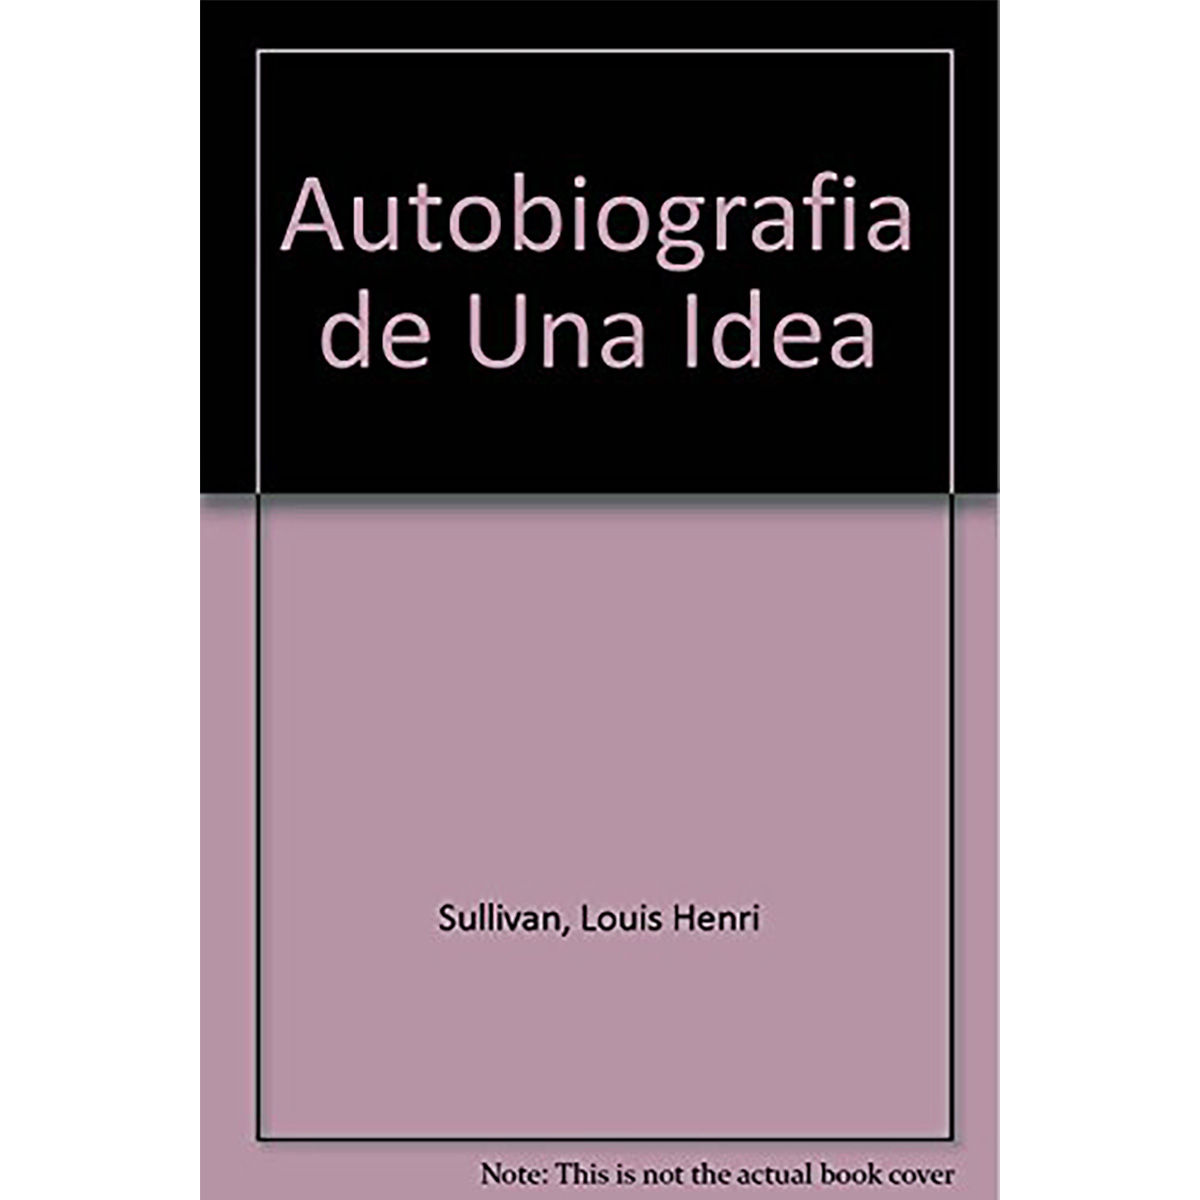 Autobiografia
de Una Idea
Sullivan, Louis Henri
Note: This is not the actual book cover